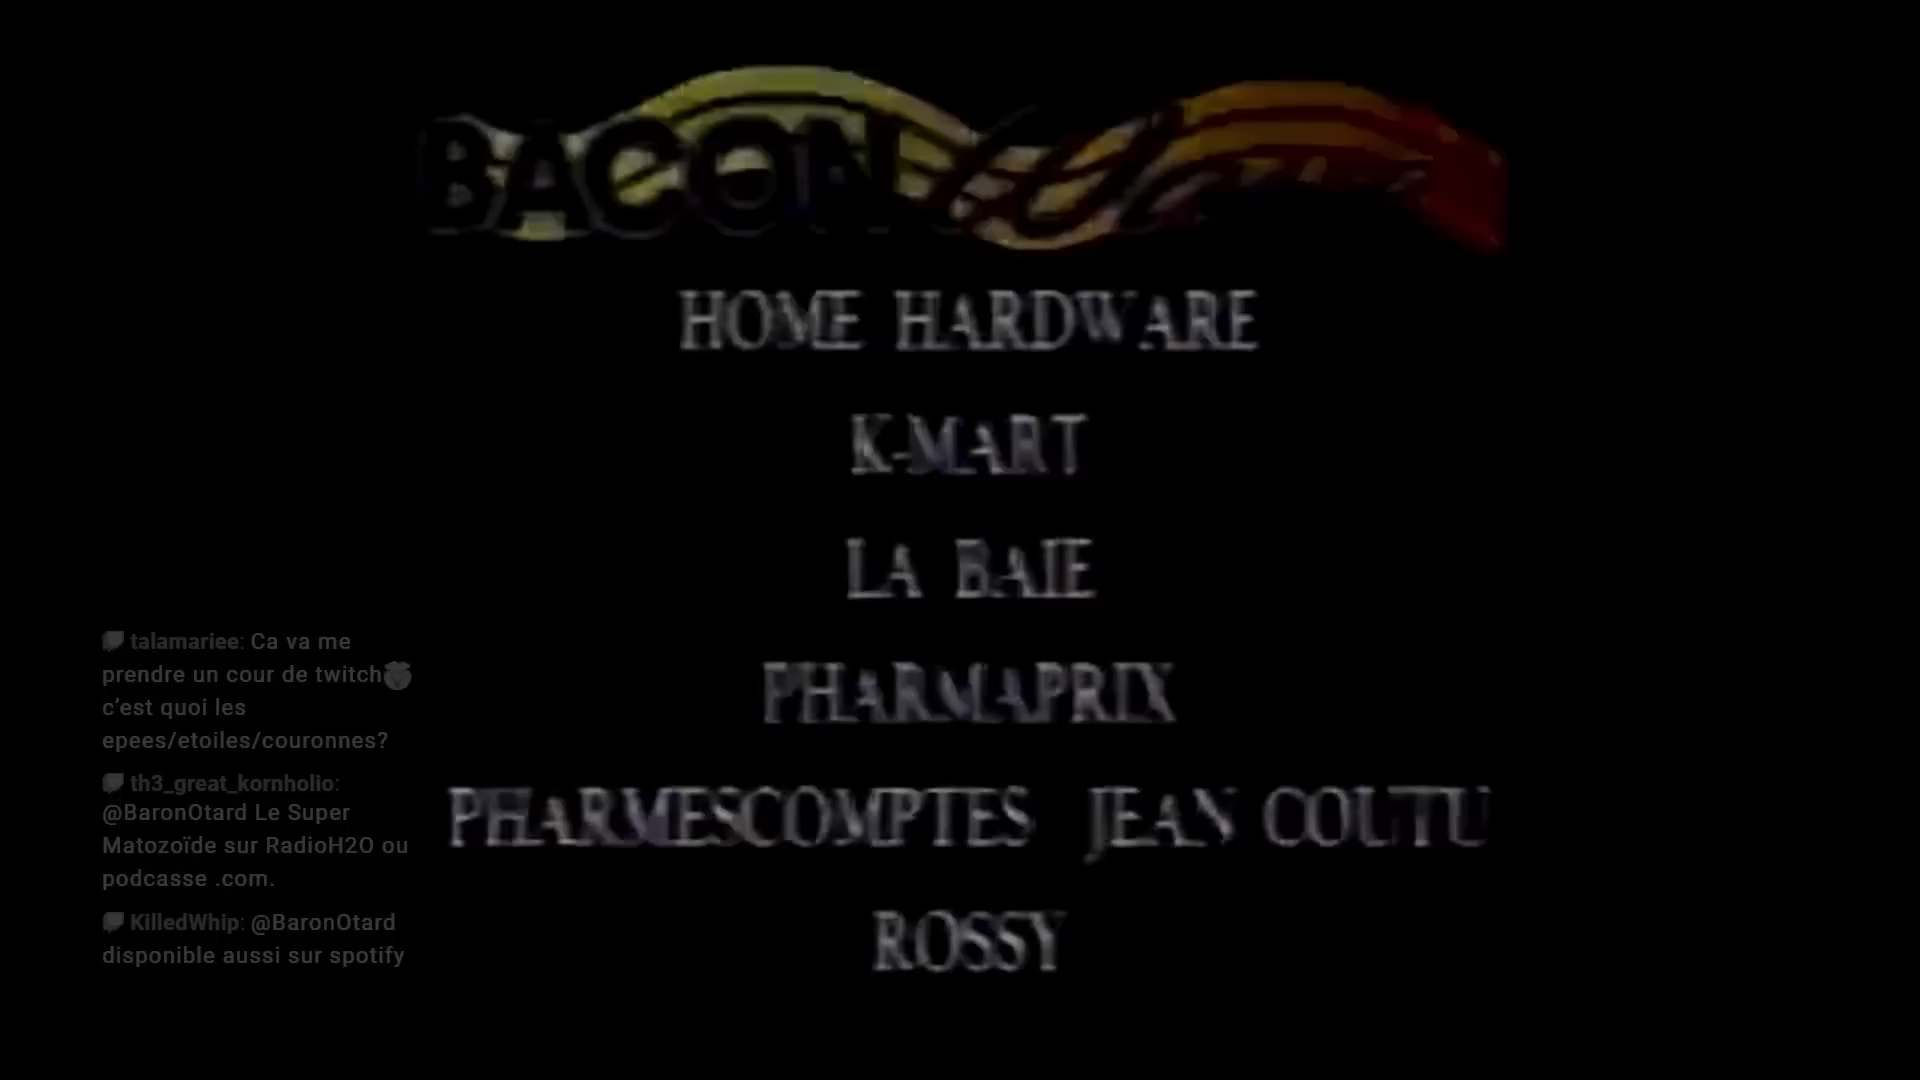 BACON
HOME HARDWARE
K-MART
LA BAIE
PHARMAPRIX
PHARMESCOMPTES JEAN COUTU
ROSSY
talamariee: Ca va me
prendre un cour de twitch
c’est quoi les
epees/etoiles/couronnes?
th3_great_kornholio:
@BaronOtard Le Super
Matozoïde sur RadioH2O ou
podcasse .com.
KilledWhip: @BaronOtard
disponible aussi sur spotify